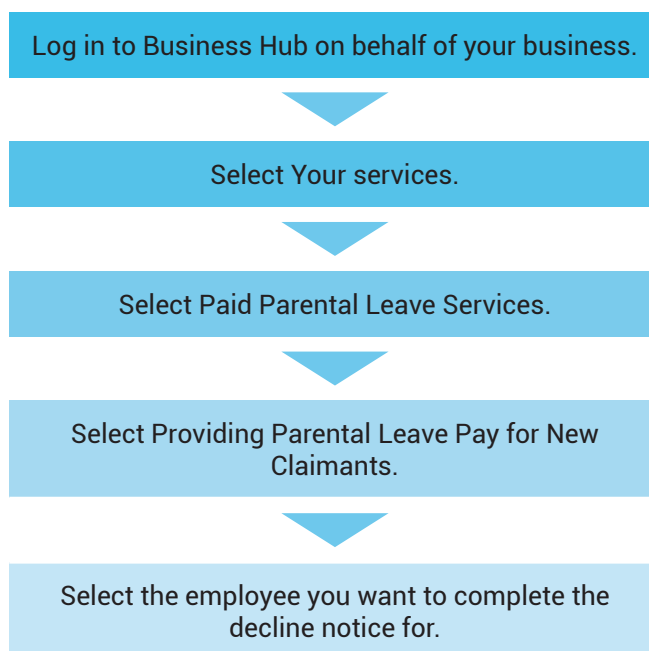 Log in to Business Hub on behalf of your business.
Select Your services.
Select Paid Parental Leave Services.
Select Providing Parental Leave Pay for New
Claimants.
Select the employee you want to complete the
decline notice for.